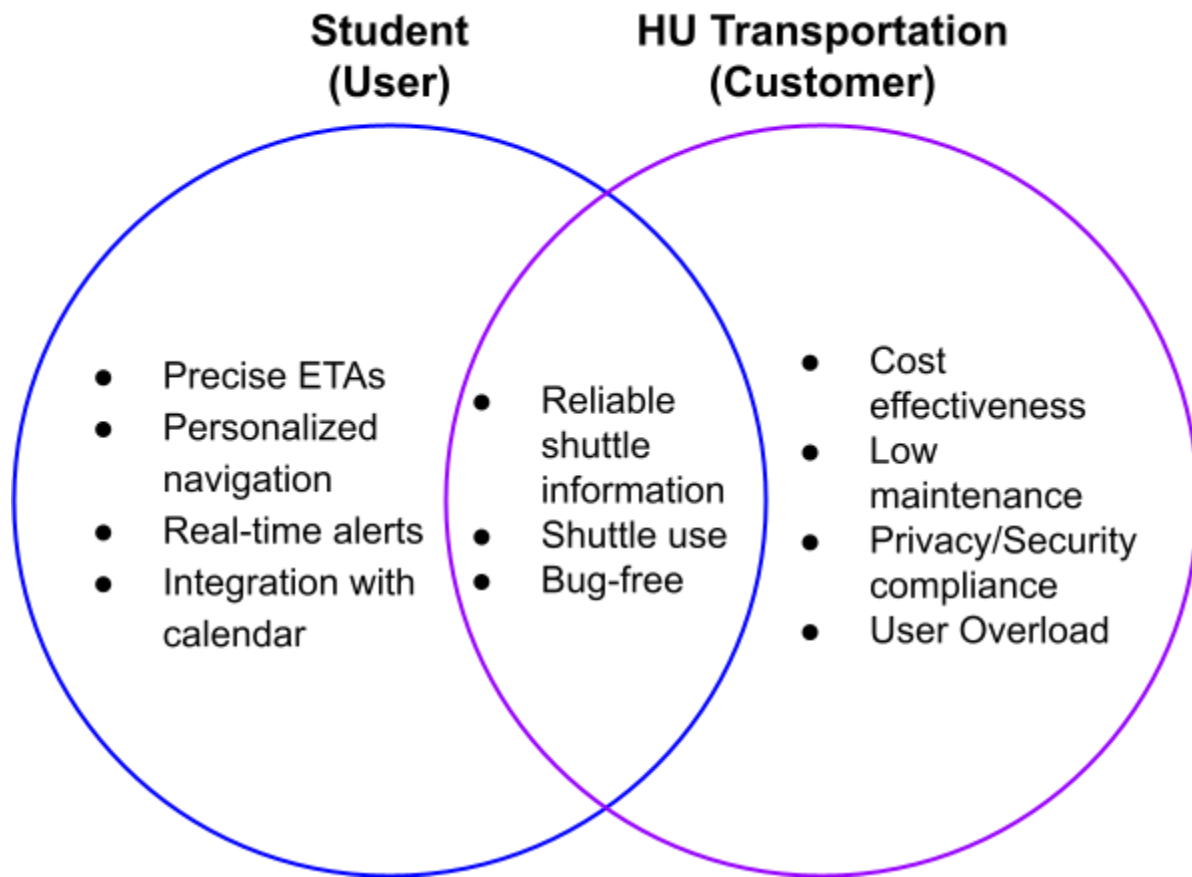 Student
(User)
HU Transportation
(Customer)
● Precise ETAs
● Personalized
navigation
● Real-time alerts
● Integration with
calendar
● Reliable
shuttle
information
● Shuttle use
● Bug-free
● Cost
effectiveness
● Low
maintenance
● Privacy/Security
compliance
● User Overload